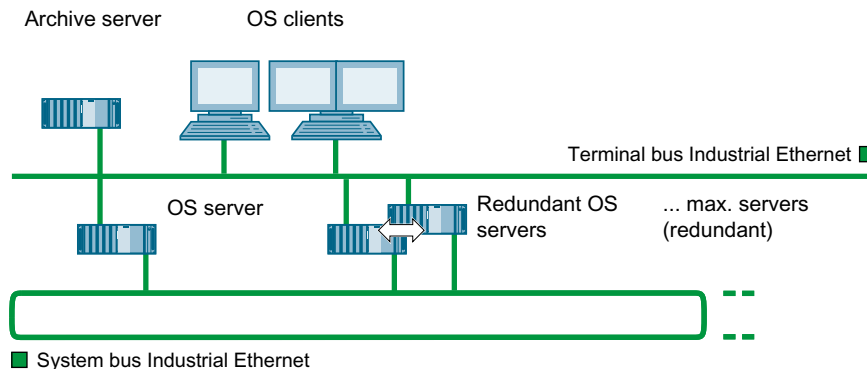 Archive server
OS clients
Terminal bus Industrial Ethernet
OS server
Redundant OS
servers
... max. servers
(redundant)
System bus Industrial Ethernet